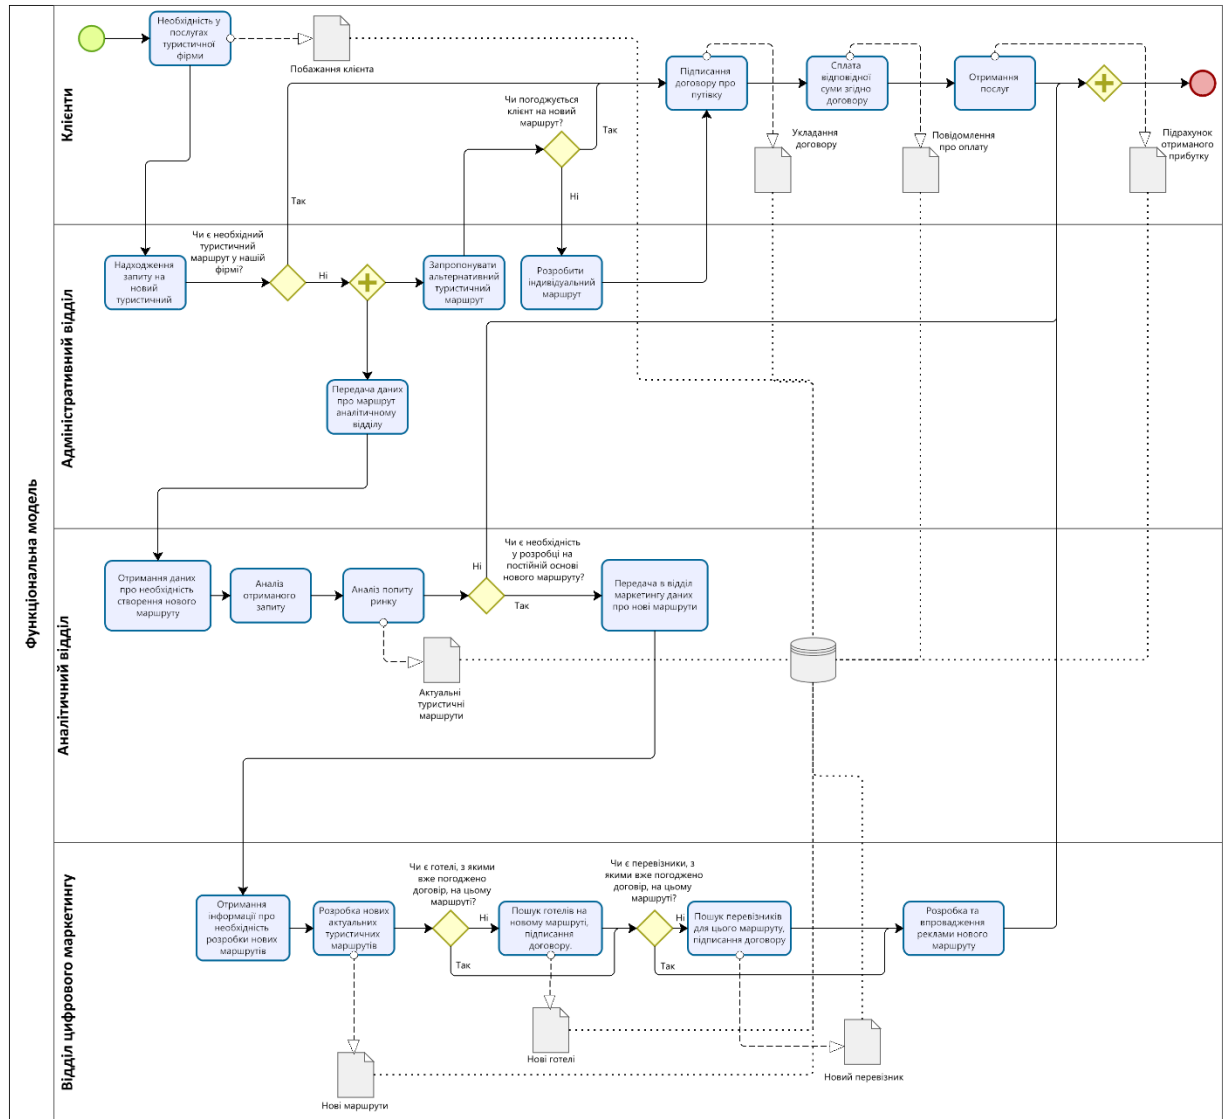 Функціональна модель
Клієнти
Необхідність у
послугах
туристичної
фірми
Побажання клієнта
Чи погоджується
клієнт на новий
маршрут?
Так
Ні
Підписання
договору про
путівку
Сплата
відповідної
суми згідно
договору
Отримання
послуг
Укладання
договору
Повідомлення
про оплату
Підрахунок
отриманого
прибутку
Так
Адміністративний відділ
Надходження
запиту на
новий
туристичний
Чи є необхідний
туристичний
маршрут у нашій
фірмі?
Ні
Запропонувати
альтернативний
туристичний
маршрут
Розробити
індивідуальний
маршрут
Передача даних
про маршрут
аналітичному
відділу
Аналітичний відділ
Отримання даних
про необхідність
створення нового
маршруту
Аналіз
отриманого
запиту
Аналіз попиту
ринку
Ні
Чи є необхідність
у розробці на
постійній основі
нового маршруту?
Так
Передача в відділ
маркетингу даних
про нові маршрути
Актуальні
туристичні
маршрути
Відділ цифрового маркетингу
Отримання
інформації про
необхідність
розробки нових
маршрутів
Розробка нових
актуальних
туристичних
маршрутів
Чи є готелі, з якими
вже погоджено
договір, на цьому
маршруті?
Ні
Так
Пошук готелів на
новому маршруті,
підписання
договору.
Чи є перевізники, з
якими вже погоджено
договір, на цьому
маршруті?
Ні
Так
Пошук перевізників
для цього маршруту,
підписання договору
Розробка та
впровадження
реклами нового
маршруту
Нові маршрути
Нові готелі
Новий перевізник